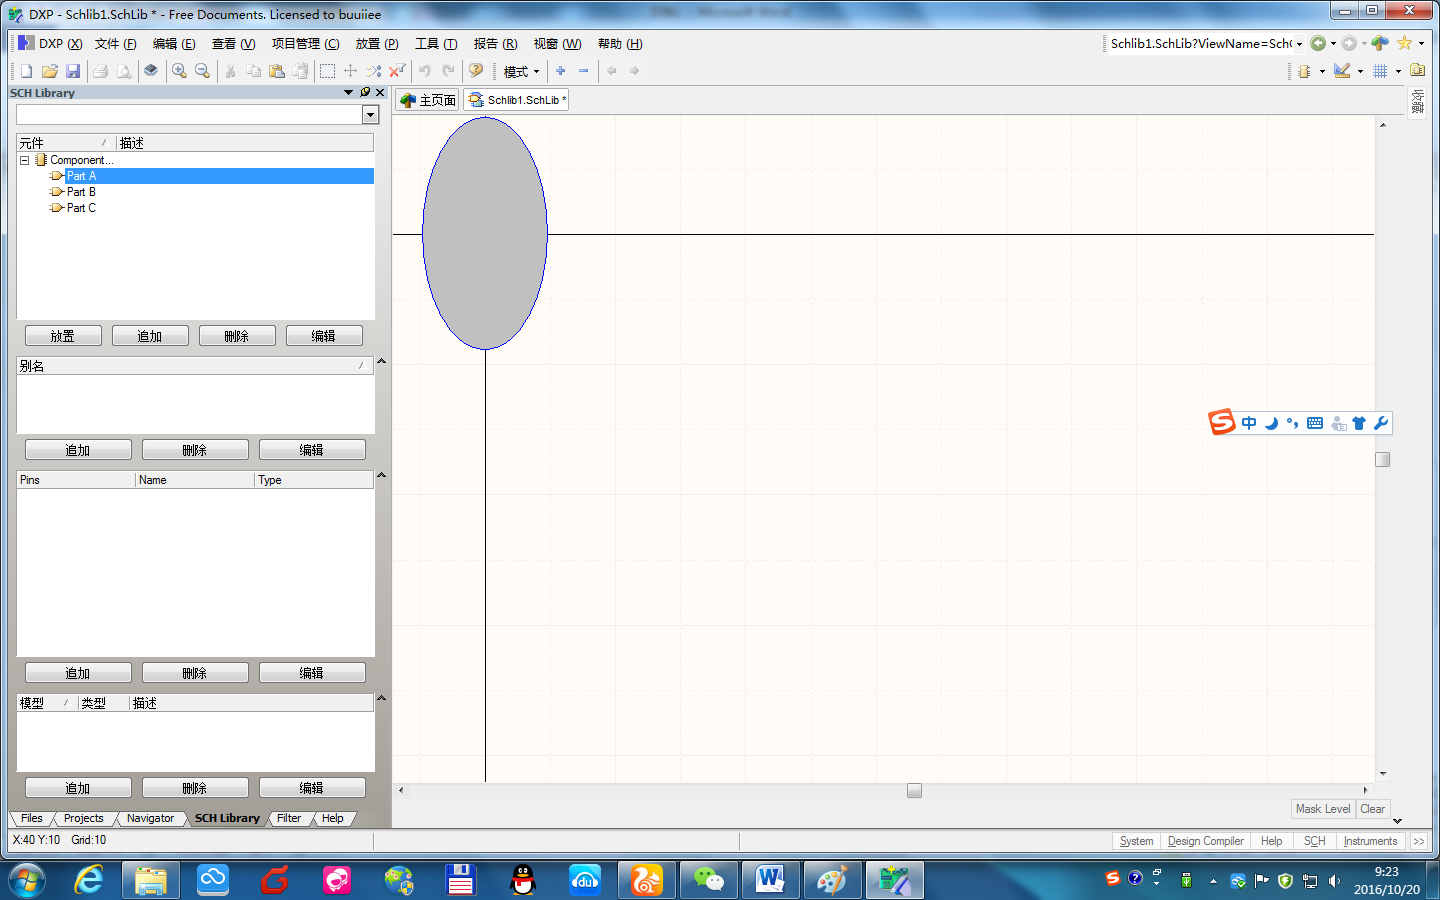 DXP - Schlib1.SchLib * - Free Documents. Licensed to buuiiee
DXP (X) 文件 (F) 编辑 (E) 查看 (V) 项目管理 (C) 放置 (P) 工具 (T) 报告 (R) 视窗 (W) 帮助 (H) Schlib1.SchLib?ViewName=Sch
模式
SCH Library
主页面 Schlib1.SchLib *
元件 描述
Component...
Part A
Part B
Part C
放置 追加 删除 编辑
别名
追加 删除 编辑
Pins Name Type
追加 删除 编辑
模型 类型 描述
追加 删除 编辑
Files Projects Navigator SCH Library Filter Help
中
Mask Level Clear
X:40 Y:10 Grid:10
System Design Compiler Help SCH Instruments >>
du
9:23
2016/10/20